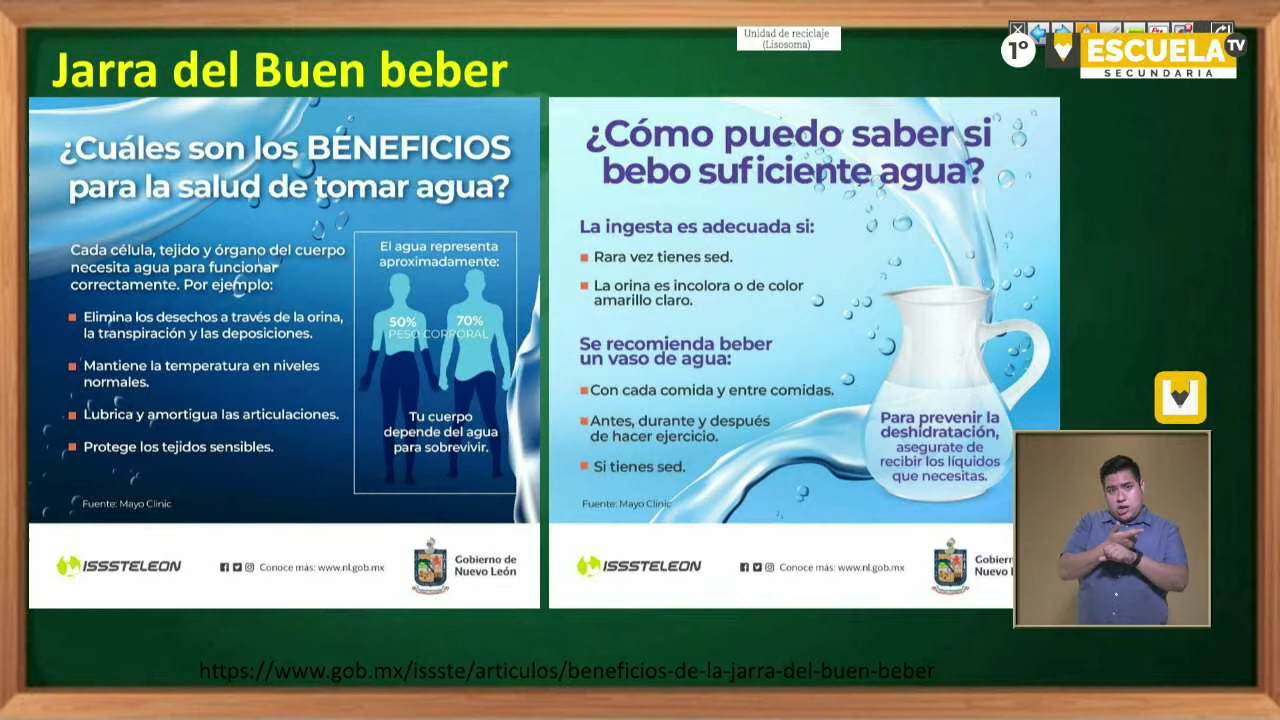 Unidad de reciclaje
(Lisosoma)
1º
ESCUELA TV
SECUNDARIA
Jarra del Buen beber
¿Cuáles son los BENEFICIOS
para la salud de tomar agua?
Cada célula, tejido y órgano del cuerpo
necesita agua para funcionar
correctamente. Por ejemplo:
Elimina los desechos a través de la orina,
la transpiración y las deposiciones.
Mantiene la temperatura en niveles
normales.
Lubrica y amortigua las articulaciones.
Protege los tejidos sensibles.
El agua representa
aproximadamente:
50% 70%
PESO CORPORAL
Tu cuerpo
depende del agua
para sobrevivir.
Fuente: Mayo Clinic
ISSSTELEON
Conoce más: www.nl.gob.mx
Gobierno de
Nuevo León
¿Cómo puedo saber si
bebo suficiente agua?
La ingesta es adecuada si:
Rara vez tienes sed.
La orina es incolora o de color
amarillo claro.
Se recomienda beber
un vaso de agua:
Con cada comida y entre comidas.
Antes, durante y después
de hacer ejercicio.
Si tienes sed.
Para prevenir la
deshidratación,
asegurate de
recibir los líquidos
que necesitas.
Fuente: Mayo Clinic
ISSSTELEON
Conoce más: www.nl.gob.mx
Gobiern
Nuevo l
https://www.gob.mx/issste/articulos/beneficios-de-la-jarra-del-buen-beber